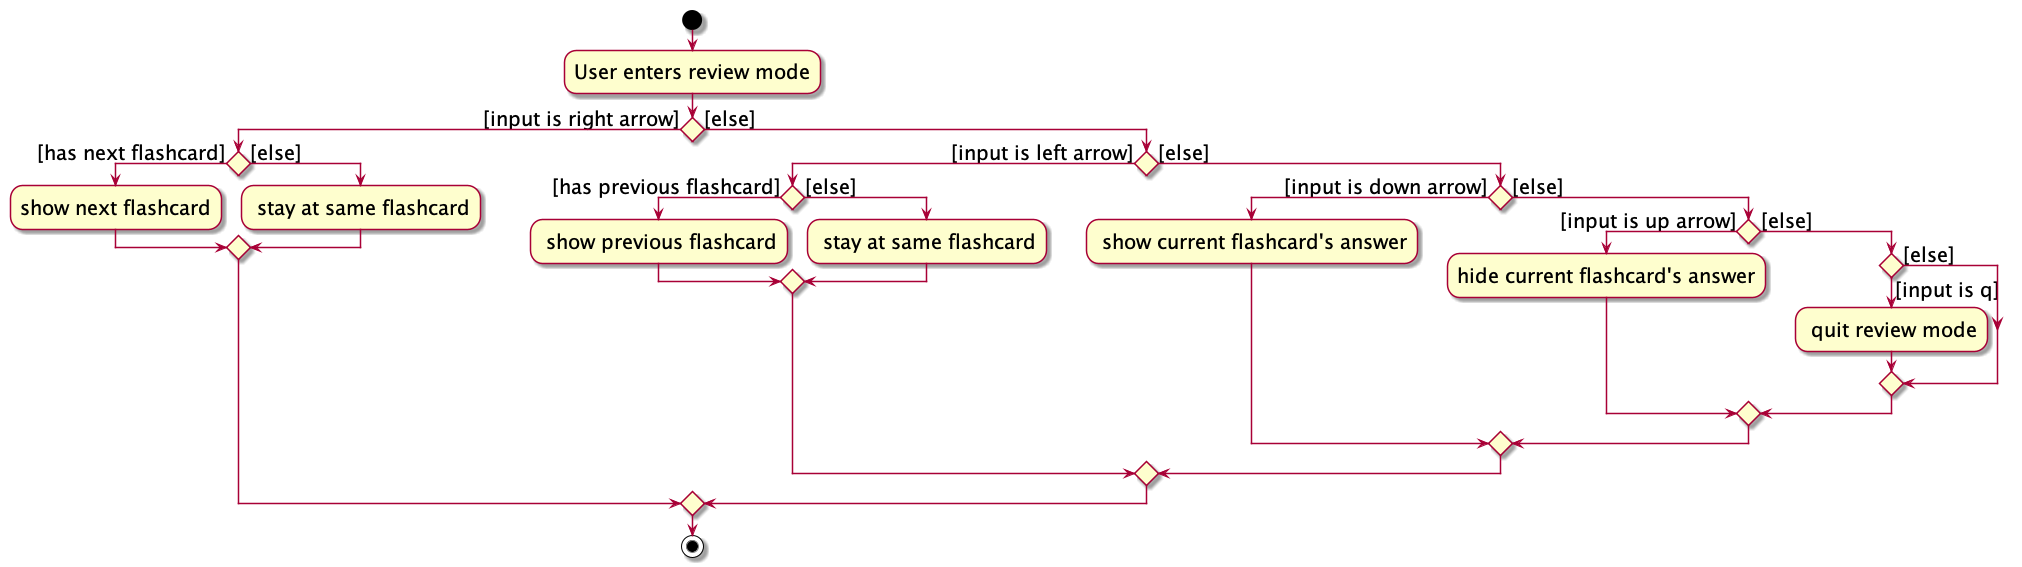 User enters review mode
[input is right arrow]
[else]
[has next flashcard]
[else]
[input is left arrow]
[else]
show next flashcard
stay at same flashcard
[has previous flashcard]
[else]
[input is down arrow]
[else]
show previous flashcard
stay at same flashcard
show current flashcard's answer
[input is up arrow]
[else]
hide current flashcard's answer
[else]
[input is q]
quit review mode